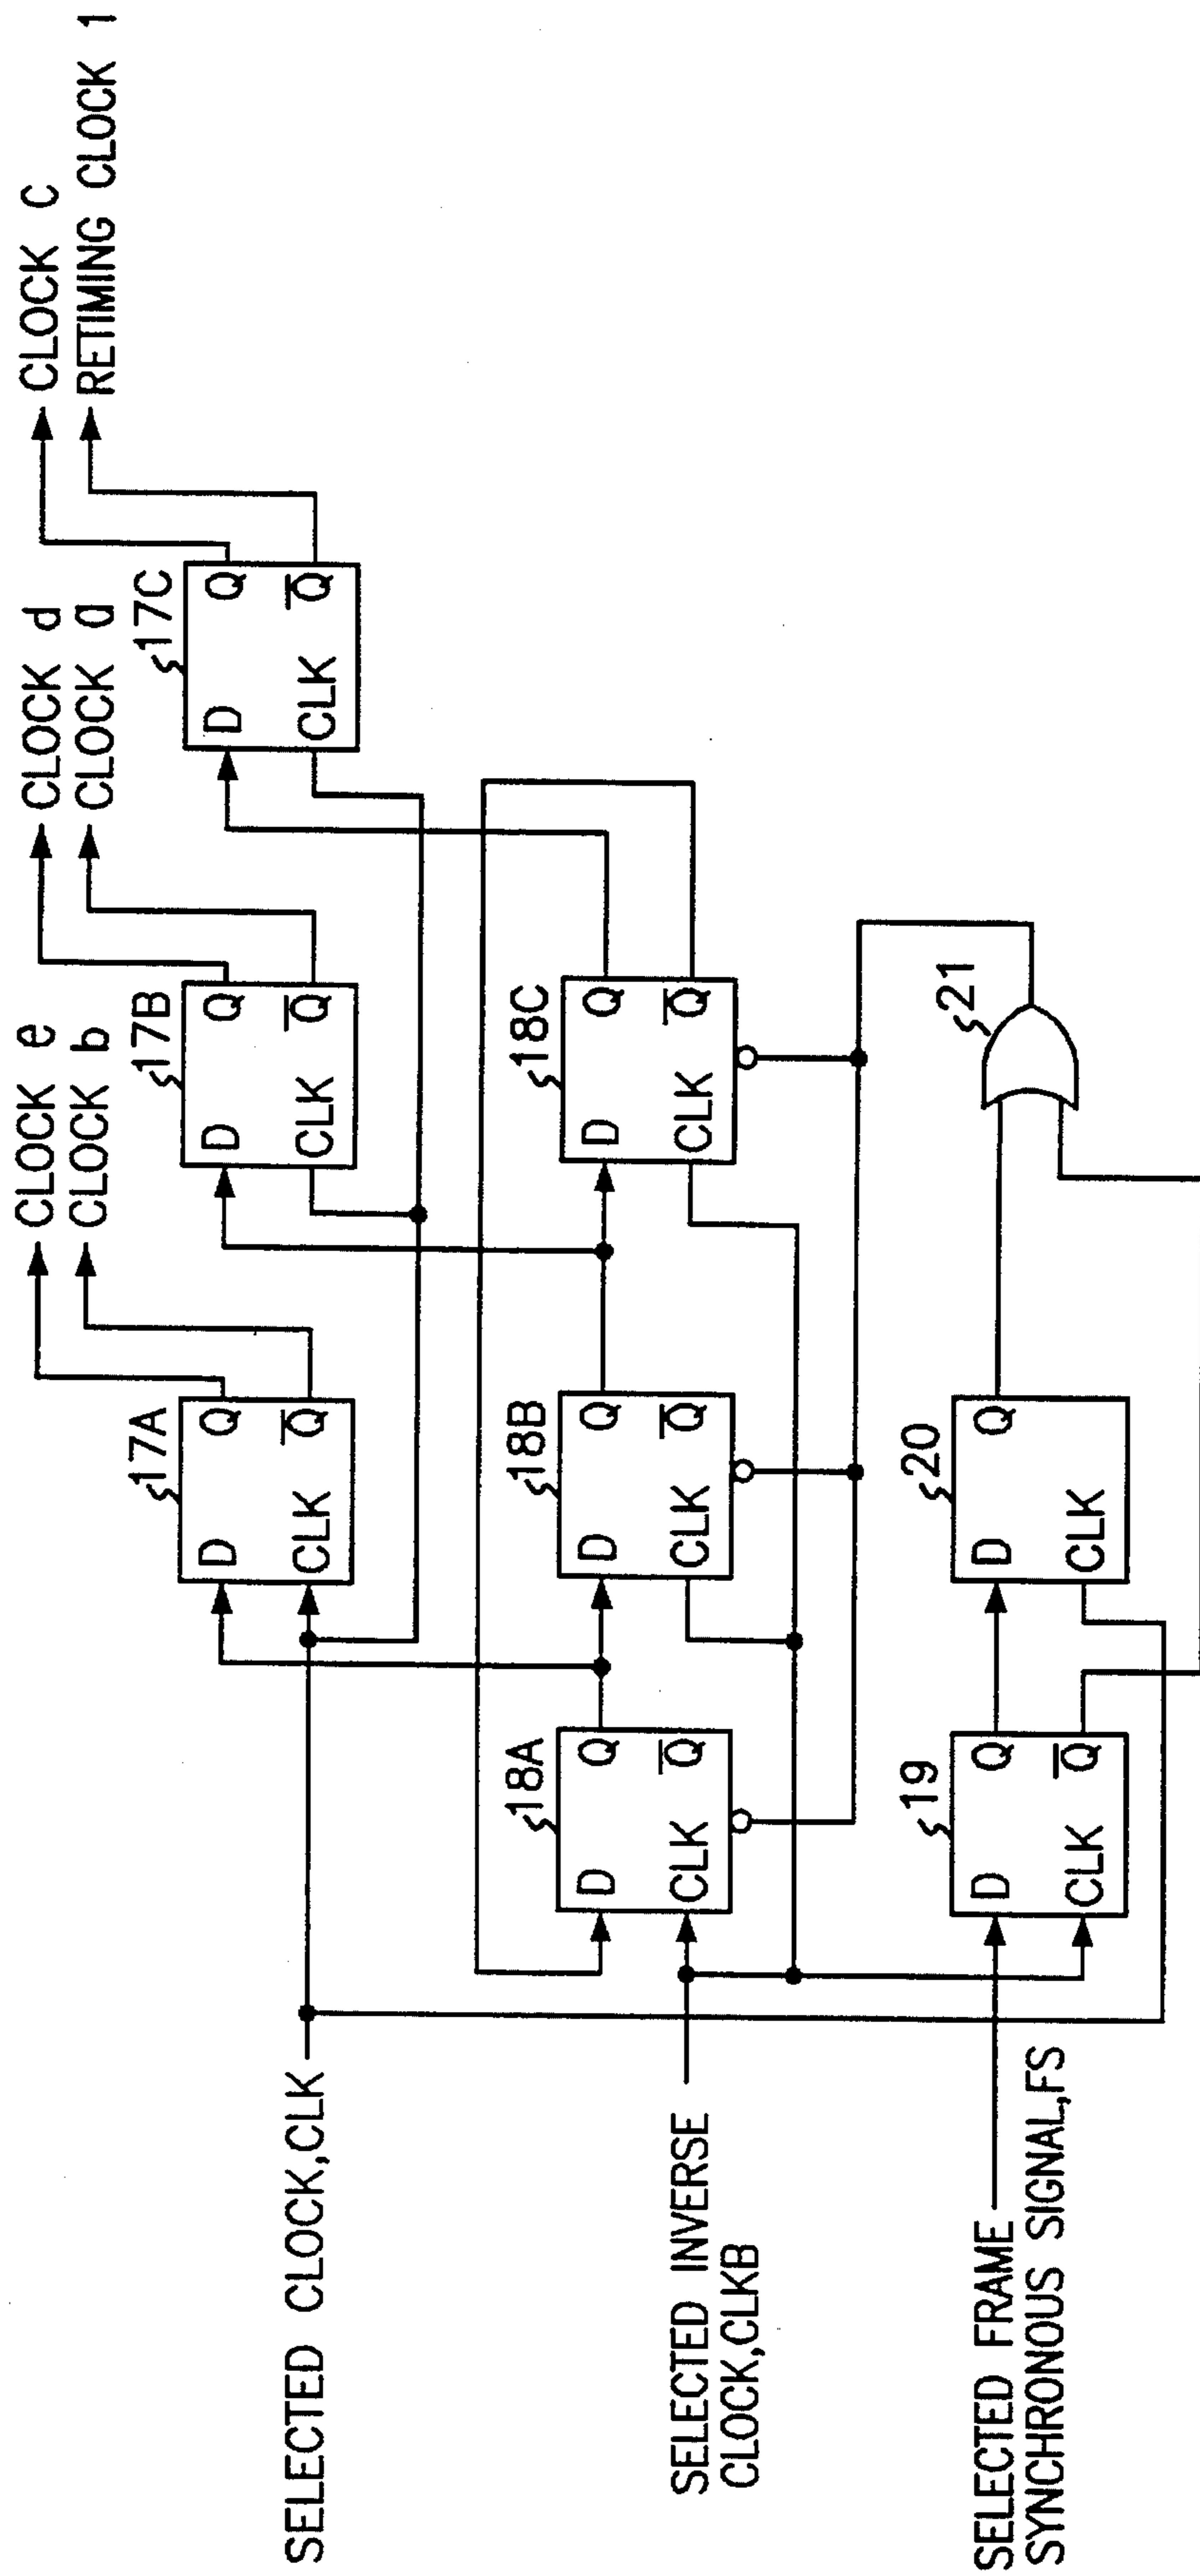 CLOCK e
CLOCK b
CLOCK d
CLOCK a
CLOCK C
RETIMING CLOCK 1
17A
D
Q
CLK
Q
17B
D
Q
CLK
Q
17C
D
Q
CLK
Q
SELECTED CLOCK,CLK
18A
D
Q
CLK
Q
18B
D
Q
CLK
Q
18C
D
Q
CLK
Q
SELECTED INVERSE
CLOCK,CLKB
19
D
Q
CLK
Q
20
D
Q
CLK
21
SELECTED FRAME
SYNCHRONOUS SIGNAL,FS